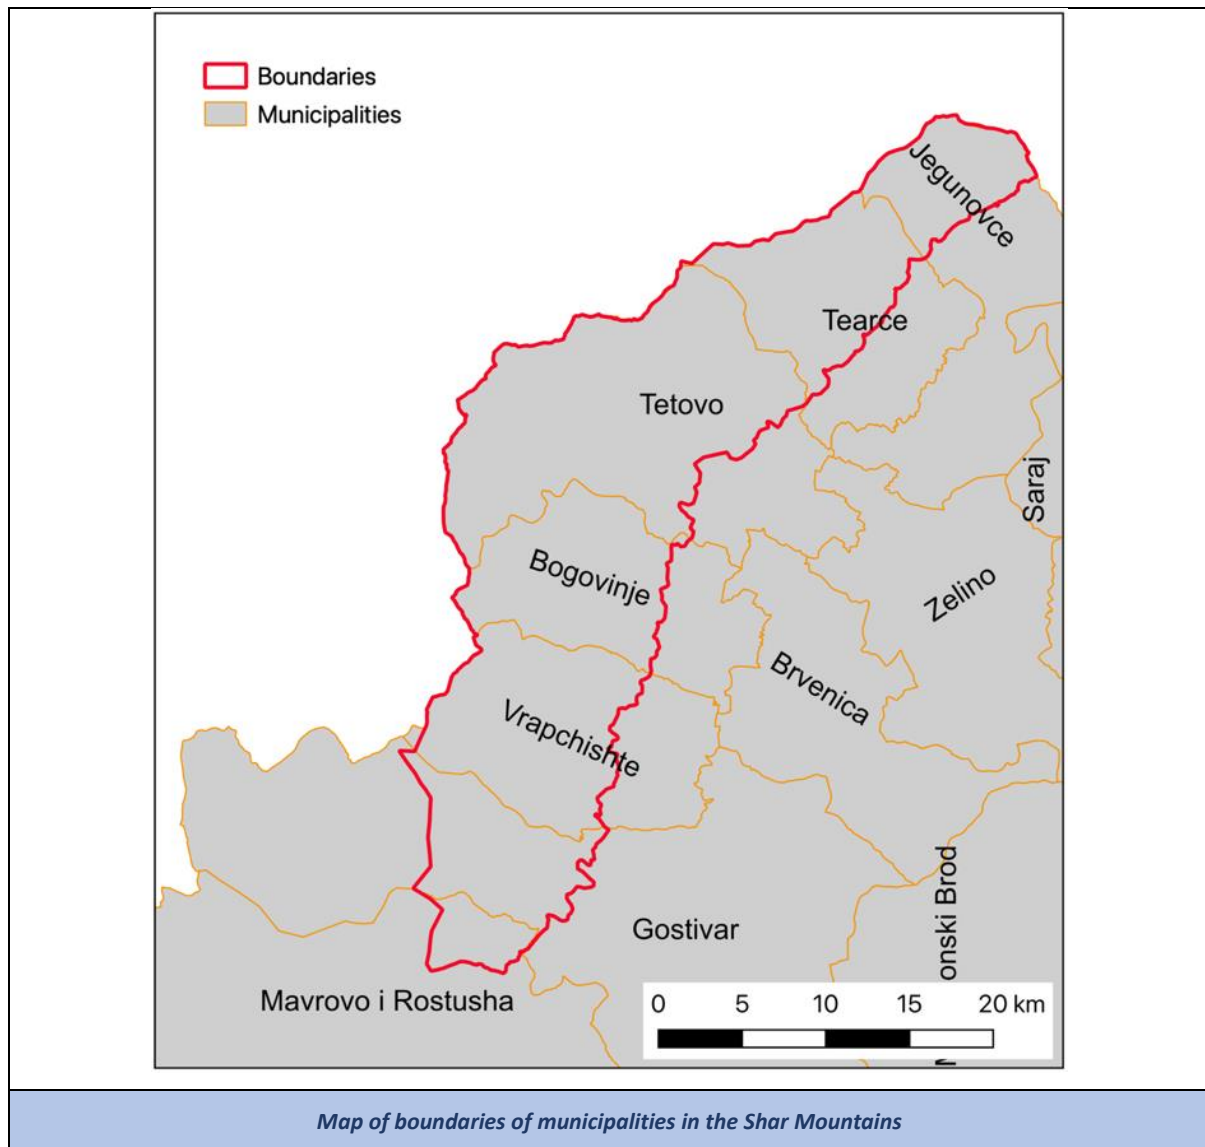 Boundaries
Municipalities
Jegunovce
Tearce
Tetovo
Saraj
Bogovinje
Zelino
Brvenica
Vrapchishte
onski Brod
Gostivar
Mavrovo i Rostusha
0 5 10 15 20 km
Map of boundaries of municipalities in the Shar Mountains